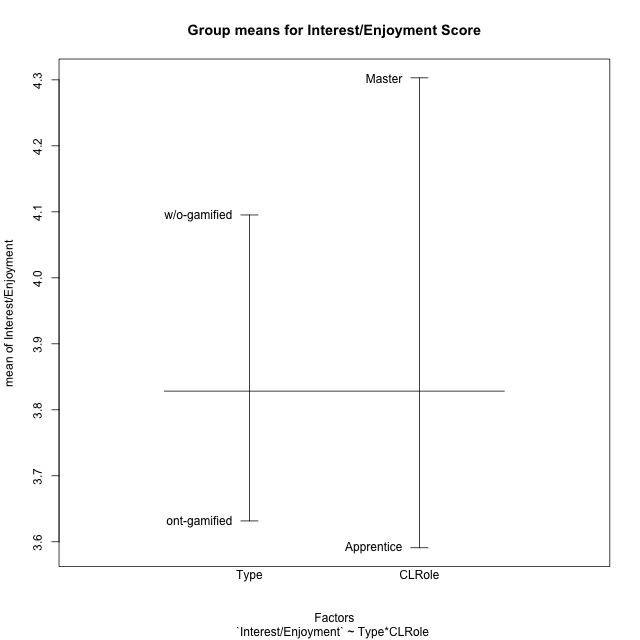 Group means for Interest/Enjoyment Score
mean of Interest/Enjoyment
4.3
4.2
4.1
4.0
3.9
3.8
3.7
3.6
Master
w/o-gamified
ont-gamified
Apprentice
Type
CLRole
Factors
`Interest/Enjoyment` ~ Type*CLRole